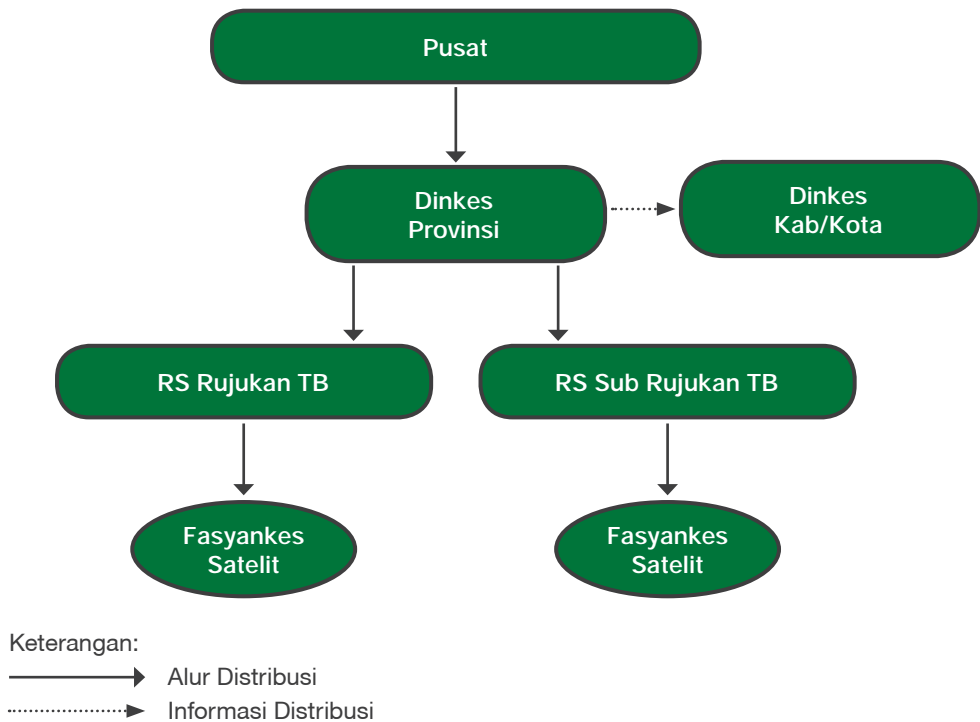 Pusat
Dinkes
Provinsi
Dinkes
Kab/Kota
RS Rujukan TB
RS Sub Rujukan TB
Fasyankes
Satelit
Fasyankes
Satelit
Keterangan:
Alur Distribusi
Informasi Distribusi